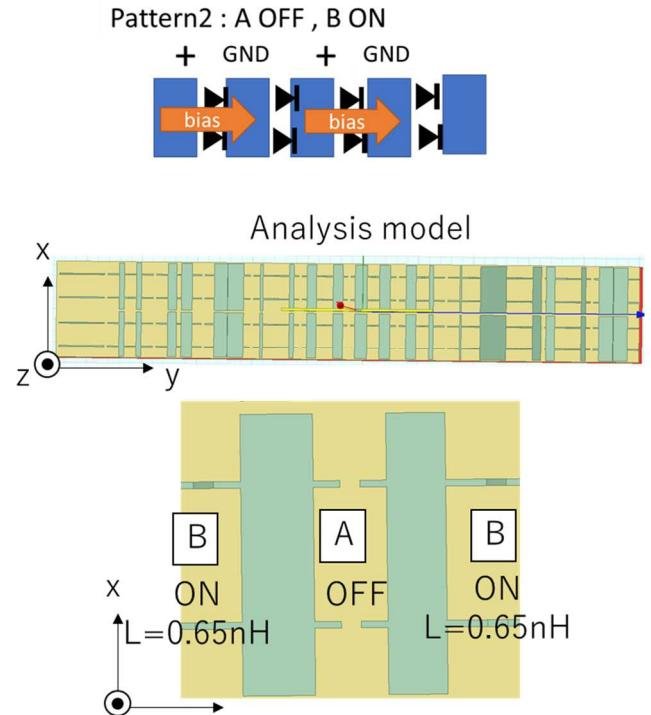 Pattern2 : A OFF , B ON
+ GND + GND
bias bias
Analysis model
x
z y
B A B
ON OFF ON
L=0.65nH L=0.65nH
x